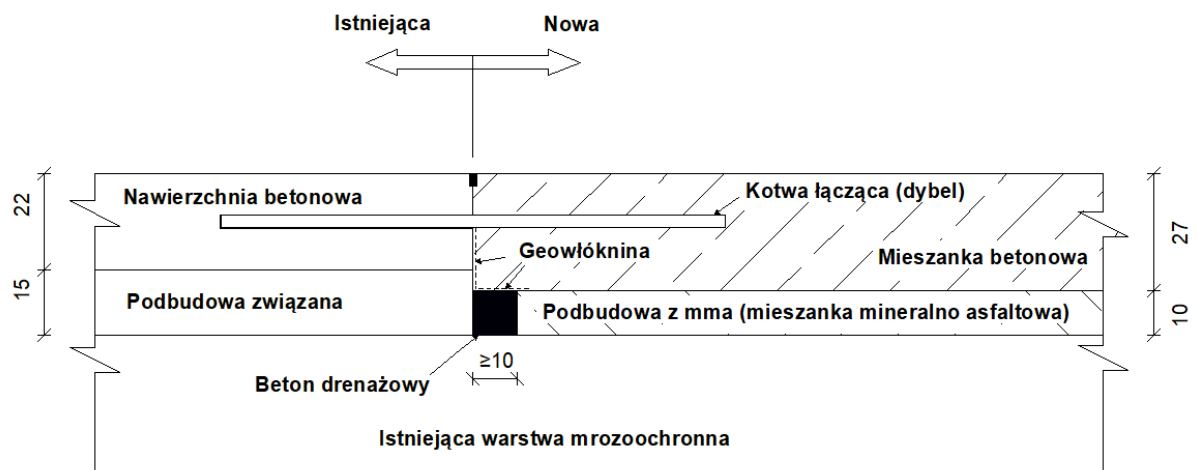 Istniejąca
Nowa
Nawierzchnia betonowa
Kotwa łącząca (dybel)
22
27
Geowłóknina
Mieszanka betonowa
15
Podbudowa związana
Podbudowa z mma (mieszanka mineralno asfaltowa)
10
≥10
Beton drenażowy
Istniejąca warstwa mrozoochronna